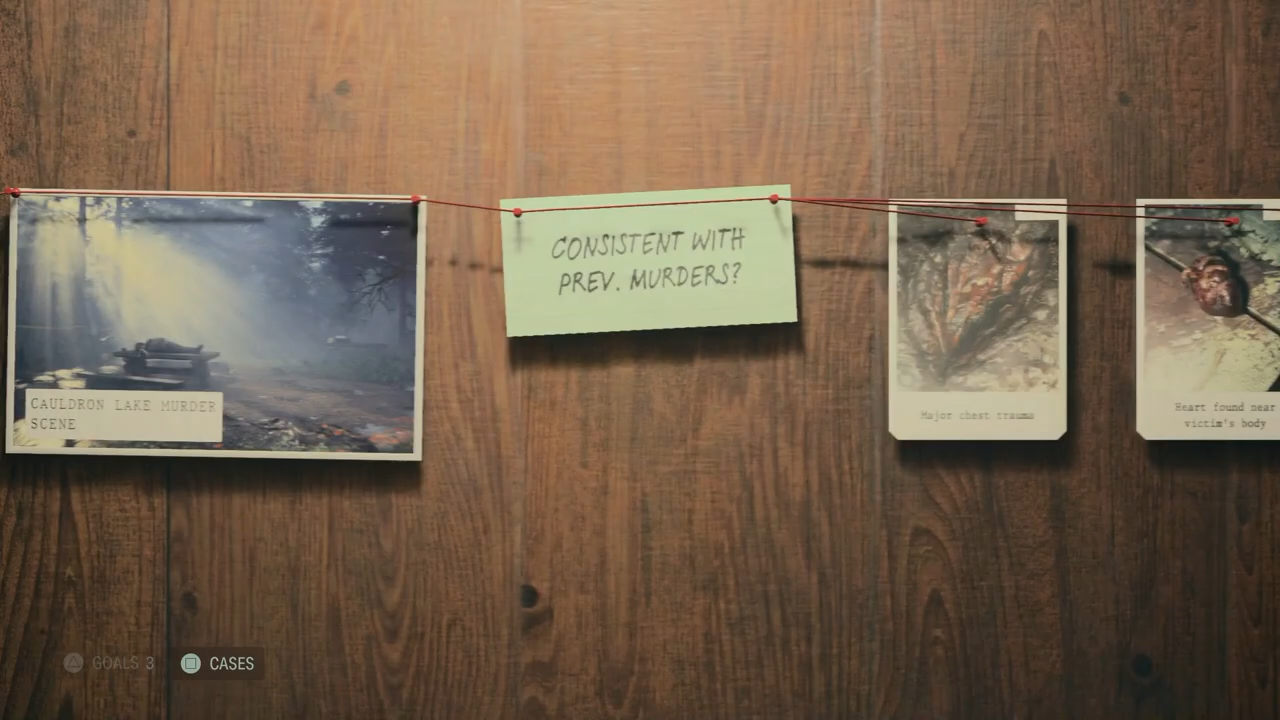 CAULDRON LAKE MURDER
SCENE
CONSISTENT WITH
PREV. MURDERS?
Major chest trauma
Heart found near
victim's body
GOALS 3
CASES